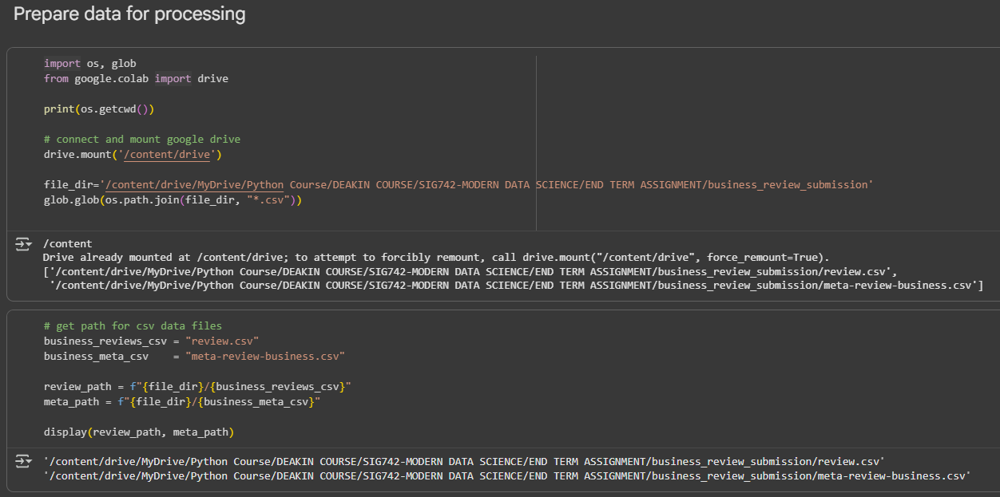 Prepare data for processing
import os, glob
from google.colab import drive
print(os.getcwd())
# connect and mount google drive
drive.mount('/content/drive')
file_dir='/content/drive/MyDrive/Python Course/DEAKIN COURSE/SIG742-MODERN DATA SCIENCE/END TERM ASSIGNMENT/business_review_submission'
glob.glob(os.path.join(file_dir, "*.csv"))
/content
Drive already mounted at /content/drive; to attempt to forcibly remount, call drive.mount("/content/drive", force_remount=True).
['/content/drive/MyDrive/Python Course/DEAKIN COURSE/SIG742-MODERN DATA SCIENCE/END TERM ASSIGNMENT/business_review_submission/review.csv',
'/content/drive/MyDrive/Python Course/DEAKIN COURSE/SIG742-MODERN DATA SCIENCE/END TERM ASSIGNMENT/business_review_submission/meta-review-business.csv']
# get path for csv data files
business_reviews_csv = "review.csv"
business_meta_csv    = "meta-review-business.csv"
review_path = f"{file_dir}/{business_reviews_csv}"
meta_path = f"{file_dir}/{business_meta_csv}"
display(review_path, meta_path)
'/content/drive/MyDrive/Python Course/DEAKIN COURSE/SIG742-MODERN DATA SCIENCE/END TERM ASSIGNMENT/business_review_submission/review.csv'
'/content/drive/MyDrive/Python Course/DEAKIN COURSE/SIG742-MODERN DATA SCIENCE/END TERM ASSIGNMENT/business_review_submission/meta-review-business.csv'